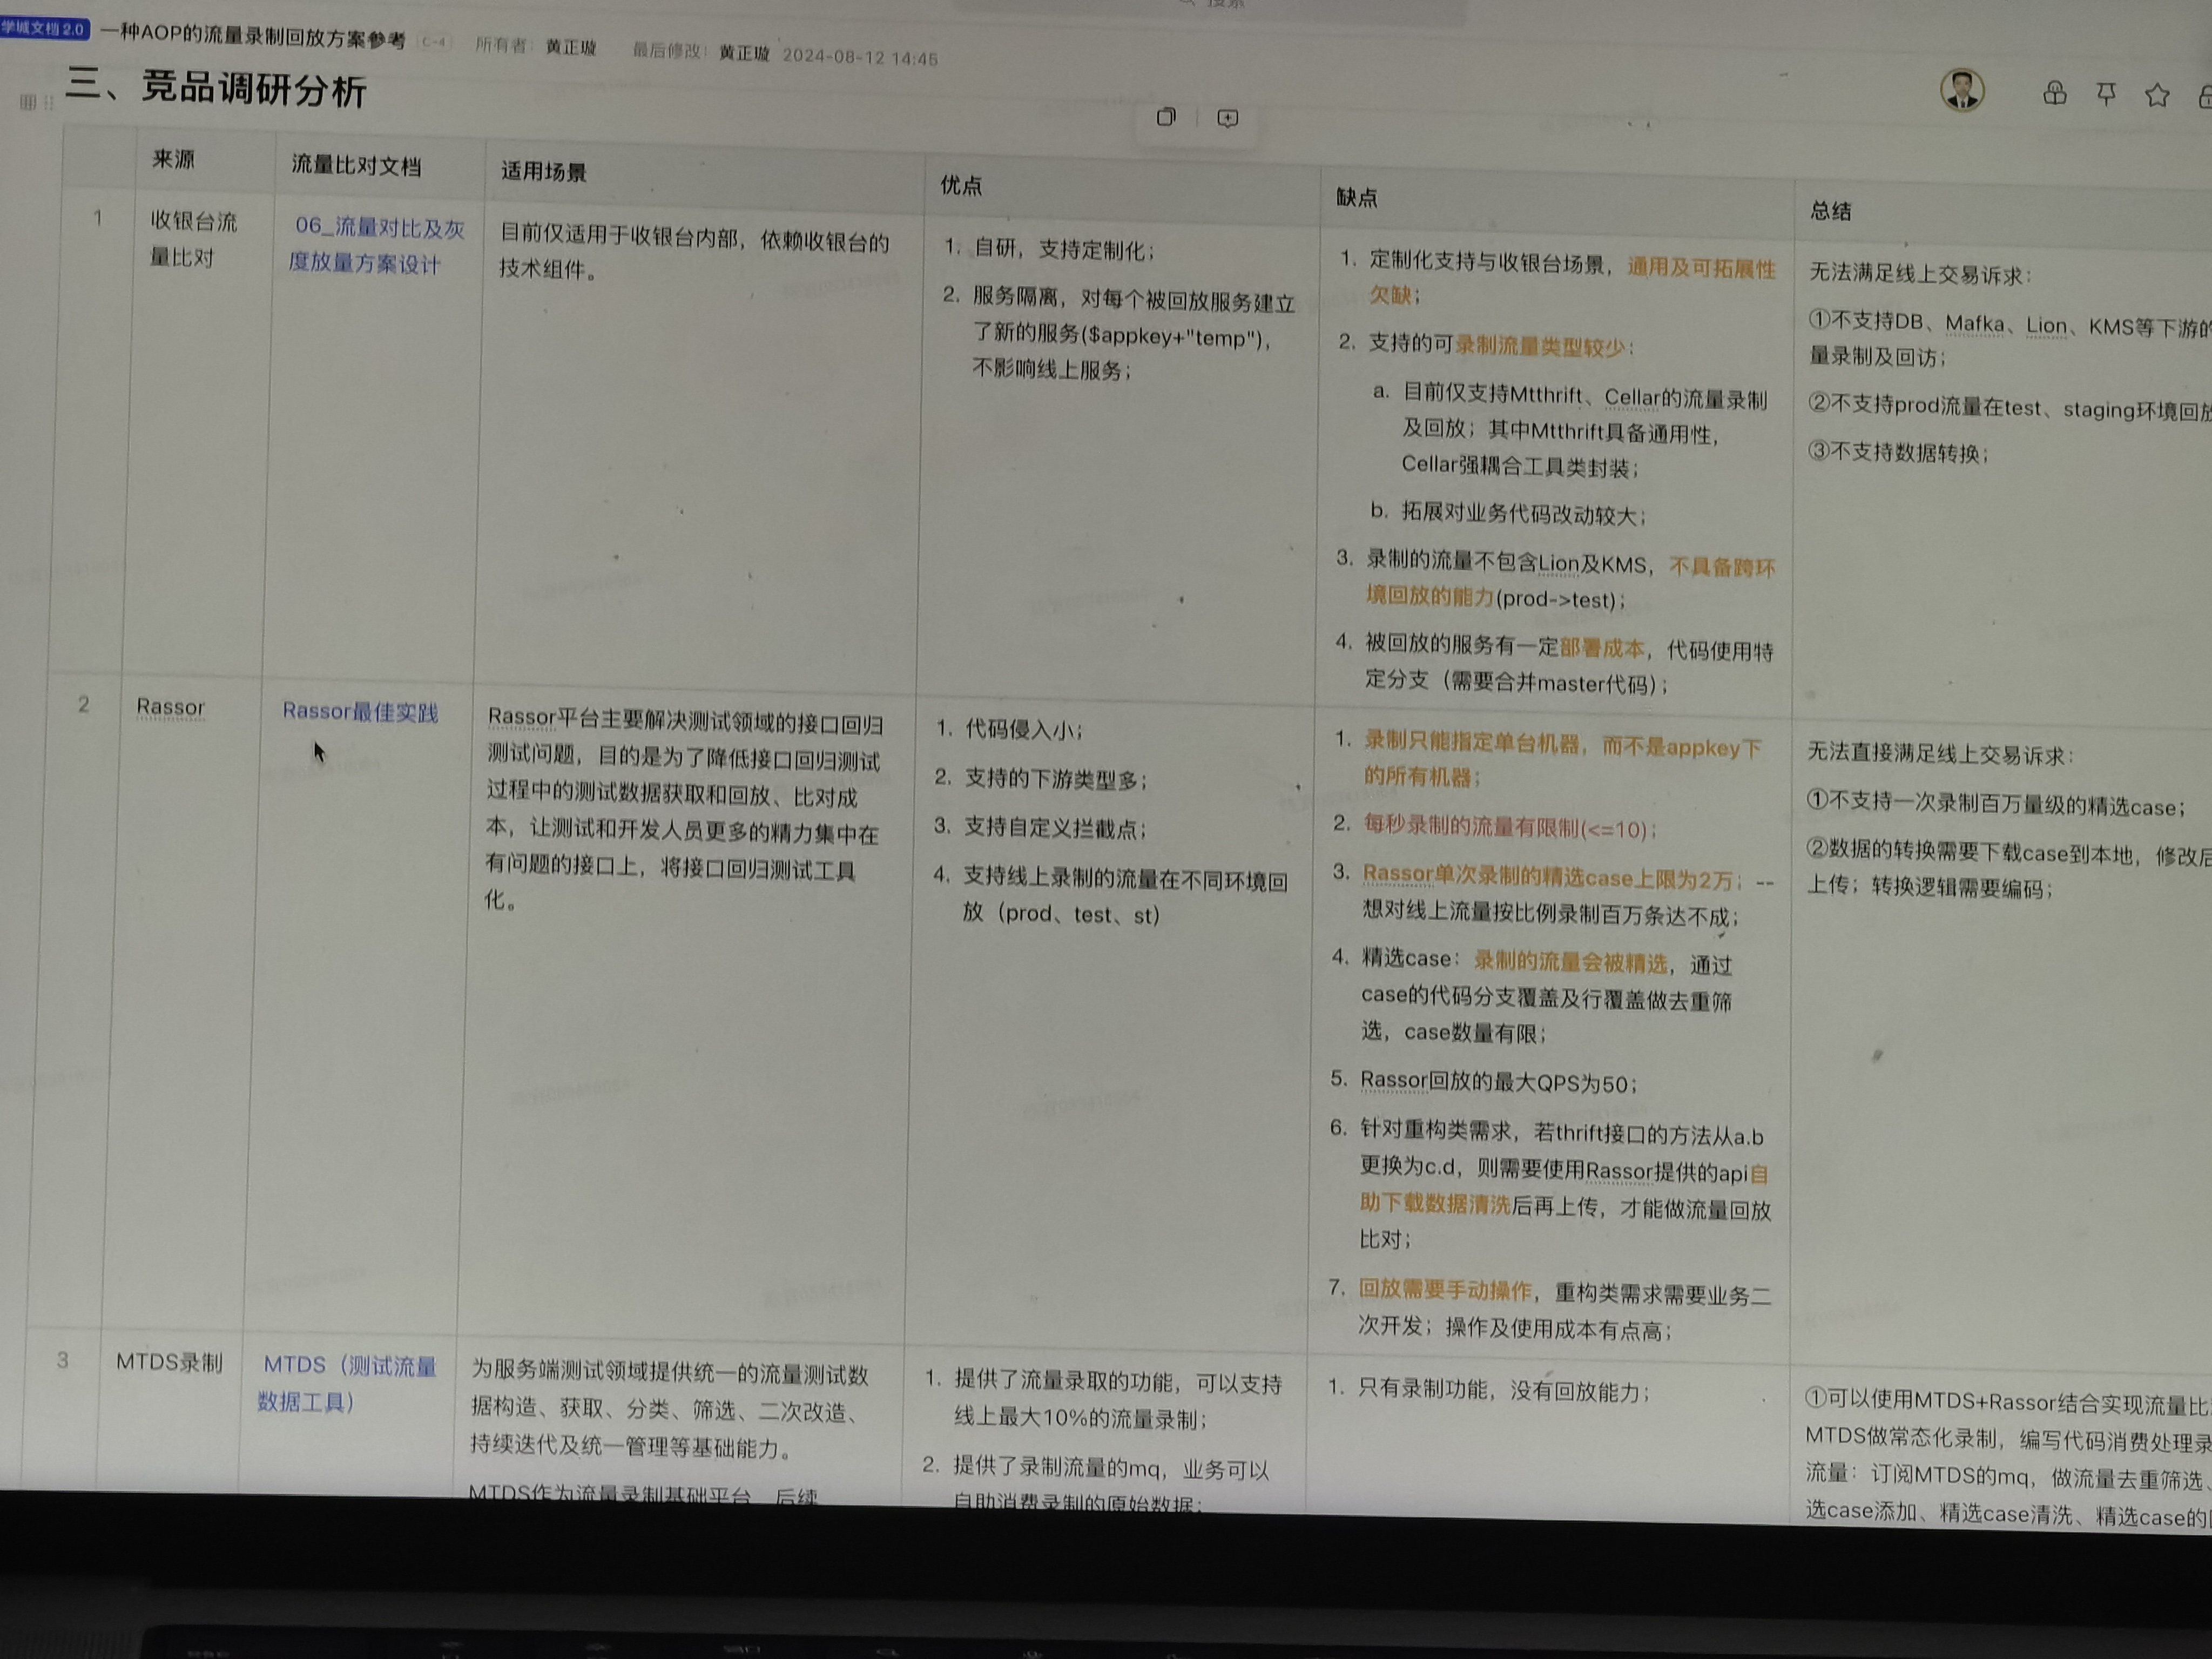 学城文档2.0 一种AOP的流量录制回放方案参考 C-4 所有者：黄正璇 最后修改：黄正璇 2024-08-12 14:45
三、竞品调研分析
来源
流量比对文档
适用场景
优点
缺点
总结
1
收银台流
量比对
06_流量对比及灰
度放量方案设计
目前仅适用于收银台内部，依赖收银台的
技术组件。
1. 自研，支持定制化；
2. 服务隔离，对每个被回放服务建立
了新的服务($appkey+"temp")，
不影响线上服务；
1. 定制化支持与收银台场景，通用及可拓展性
欠缺；
2. 支持的可录制流量类型较少：
a. 目前仅支持Mtthrift、Cellar的流量录制
及回放；其中Mtthrift具备通用性，
Cellar强耦合工具类封装；
b. 拓展对业务代码改动较大；
3. 录制的流量不包含Lion及KMS，不具备跨环
境回放的能力(prod->test)；
4. 被回放的服务有一定部署成本，代码使用特
定分支（需要合并master代码）；
无法满足线上交易诉求：
①不支持DB、Mafka、Lion、KMS等下游的
量录制及回访；
②不支持prod流量在test、staging环境回放
③不支持数据转换；
2
Rassor
Rassor最佳实践
Rassor平台主要解决测试领域的接口回归
测试问题，目的是为了降低接口回归测试
过程中的测试数据获取和回放、比对成
本，让测试和开发人员更多的精力集中在
有问题的接口上，将接口回归测试工具
化。
1. 代码侵入小；
2. 支持的下游类型多；
3. 支持自定义拦截点；
4. 支持线上录制的流量在不同环境回
放（prod、test、st）
1. 录制只能指定单台机器，而不是appkey下
的所有机器；
2. 每秒录制的流量有限制(<=10)；
3. Rassor单次录制的精选case上限为2万；--
想对线上流量按比例录制百万条达不成；
4. 精选case：录制的流量会被精选，通过
case的代码分支覆盖及行覆盖做去重筛
选，case数量有限；
5. Rassor回放的最大QPS为50；
6. 针对重构类需求，若thrift接口的方法从a.b
更换为c.d，则需要使用Rassor提供的api自
助下载数据清洗后再上传，才能做流量回放
比对；
7. 回放需要手动操作，重构类需求需要业务二
次开发；操作及使用成本有点高；
无法直接满足线上交易诉求：
①不支持一次录制百万量级的精选case；
②数据的转换需要下载case到本地，修改后
上传；转换逻辑需要编码；
3
MTDS录制
MTDS（测试流量
数据工具）
为服务端测试领域提供统一的流量测试数
据构造、获取、分类、筛选、二次改造、
持续迭代及统一管理等基础能力。
MTDS作为流量录制基础平台，后续
1. 提供了流量录取的功能，可以支持
线上最大10%的流量录制；
2. 提供了录制流量的mq，业务可以
自助消费录制的原始数据；
1. 只有录制功能，没有回放能力；
①可以使用MTDS+Rassor结合实现流量比
MTDS做常态化录制，编写代码消费处理录
流量：订阅MTDS的mq，做流量去重筛选、
选case添加、精选case清洗、精选case的